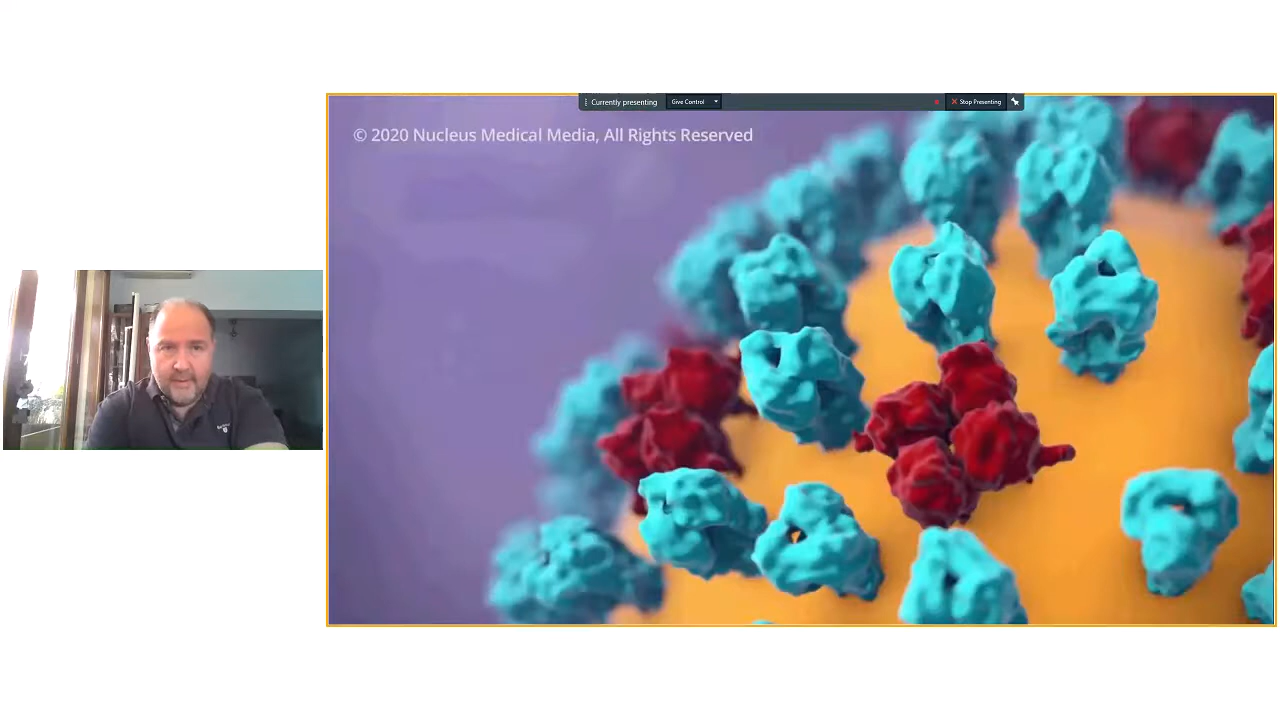 Currently presenting Give Control Stop Presenting
© 2020 Nucleus Medical Media, All Rights Reserved